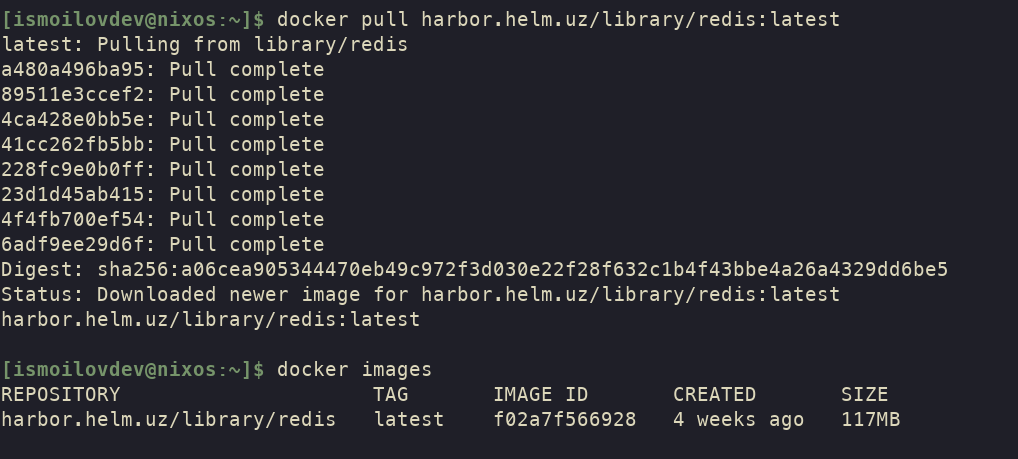 [ismoilovdev@nixos:~]$ docker pull harbor.helm.uz/library/redis:latest
latest: Pulling from library/redis
a480a496ba95: Pull complete
89511e3ccef2: Pull complete
4ca428e0bb5e: Pull complete
41cc262fb5bb: Pull complete
228fc9e0b0ff: Pull complete
23d1d45ab415: Pull complete
4f4fb700ef54: Pull complete
6adf9ee29d6f: Pull complete
Digest: sha256:a06cea905344470eb49c972f3d030e22f28f632c1b4f43bbe4a26a4329dd6be5
Status: Downloaded newer image for harbor.helm.uz/library/redis:latest
harbor.helm.uz/library/redis:latest
[ismoilovdev@nixos:~]$ docker images
REPOSITORY TAG IMAGE ID CREATED SIZE
harbor.helm.uz/library/redis latest f02a7f566928 4 weeks ago 117MB